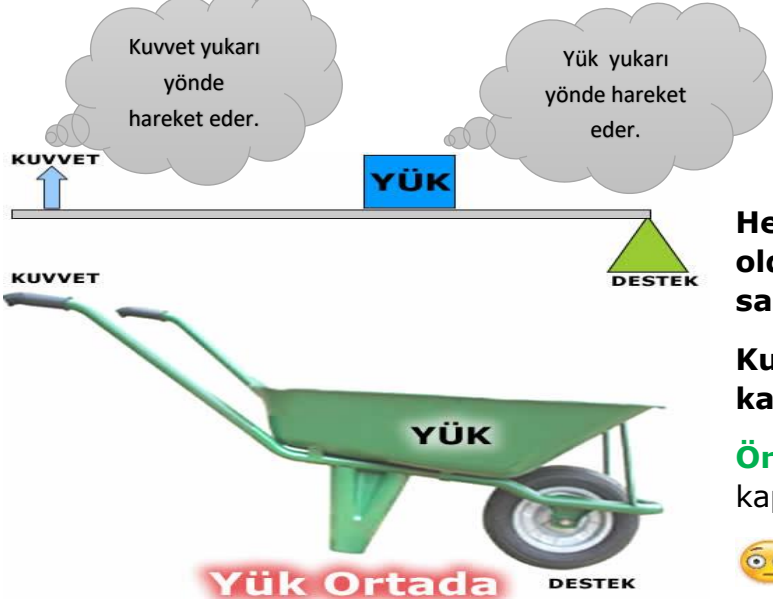 Kuvvet yukarı
yönde
hareket eder.
Yük yukarı
yönde hareket
eder.
KUVVET
YÜK
DESTEK
KUVVET
YÜK
Yük Ortada
DESTEK